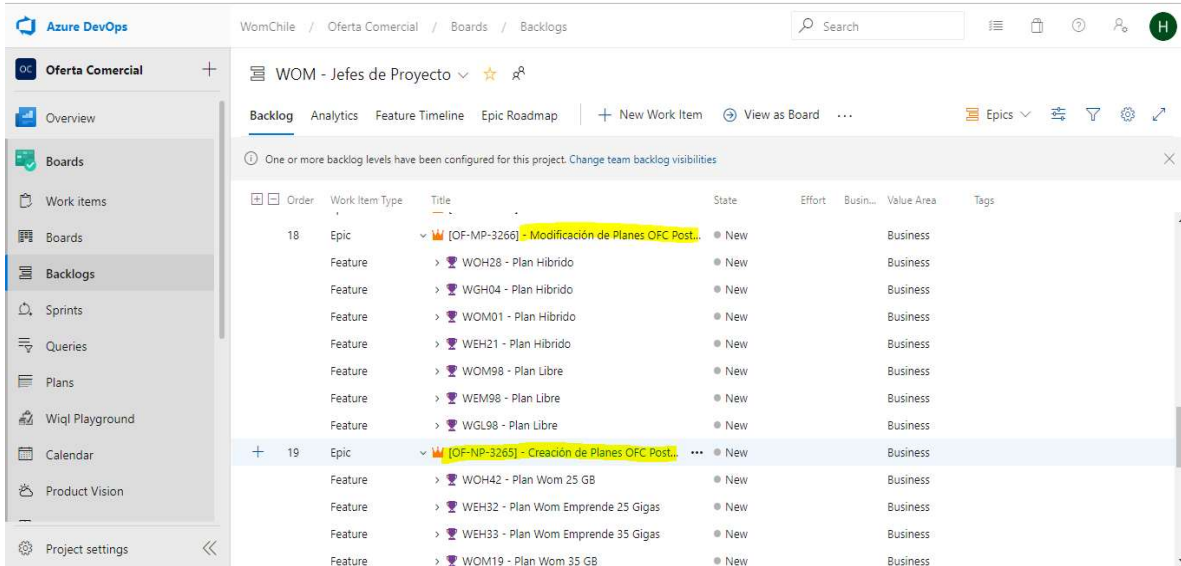 Azure DevOps
WomChile / Oferta Comercial / Boards / Backlogs
Search
H
OC Oferta Comercial
WOM - Jefes de Proyecto
Overview
Backlog Analytics Feature Timeline Epic Roadmap + New Work Item View as Board ... Epics
Boards
One or more backlog levels have been configured for this project. Change team backlog visibilities
Work items
Order Work Item Type Title State Effort Busin... Value Area Tags
Boards
18 Epic [OF-MP-3266] - Modificación de Planes OFC Post... New Business
Feature WOH28 - Plan Hibrido New Business
Backlogs
Feature WGH04 - Plan Hibrido New Business
Sprints
Feature WOM01 - Plan Hibrido New Business
Queries
Feature WEH21 - Plan Hibrido New Business
Plans
Feature WOM98 - Plan Libre New Business
Feature WEM98 - Plan Libre New Business
Wiql Playground
Feature WGL98 - Plan Libre New Business
Calendar
+ 19 Epic [OF-NP-3265] - Creación de Planes OFC Post... ... New Business
Product Vision
Feature WOH42 - Plan Wom 25 GB New Business
Feature WEH32 - Plan Wom Emprende 25 Gigas New Business
Feature WEH33 - Plan Wom Emprende 35 Gigas New Business
Project settings
Feature WOM19 - Plan Wom 35 GB New Business